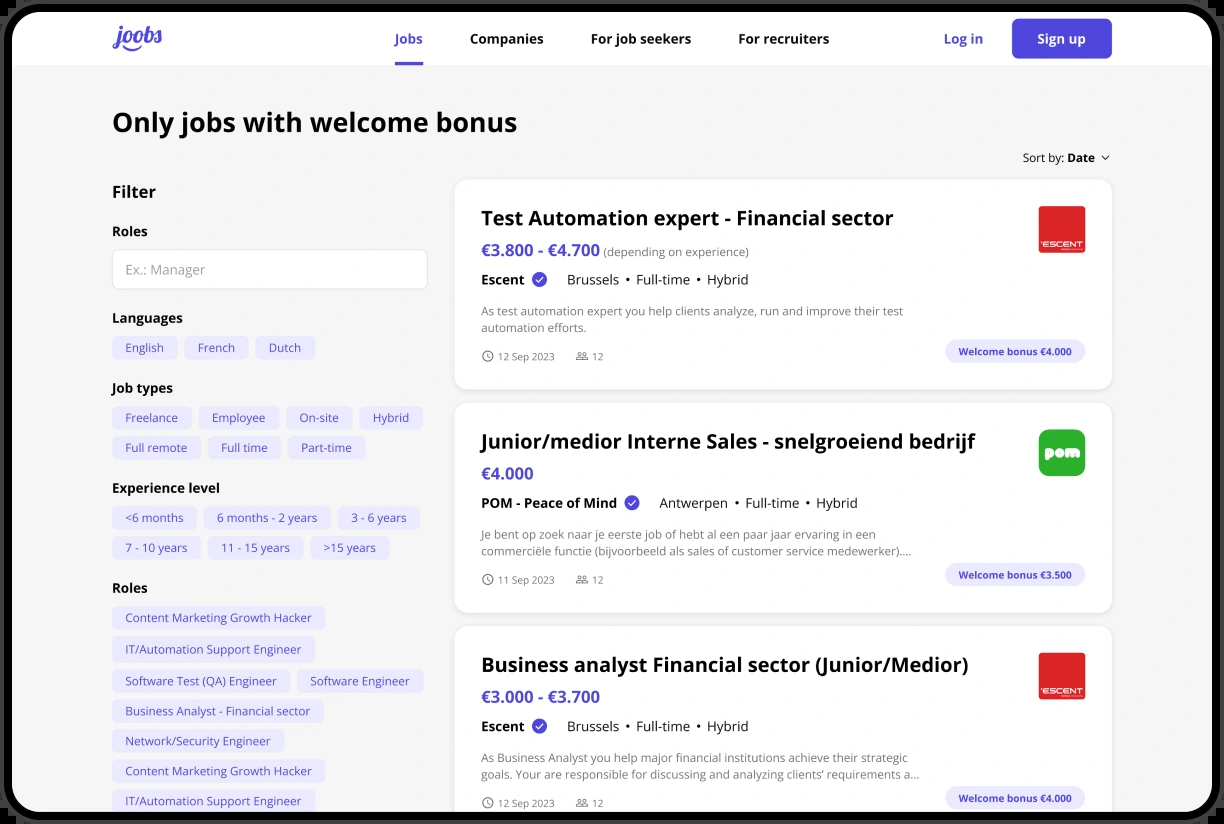 joobs
Jobs
Companies
For job seekers
For recruiters
Log in
Sign up
Only jobs with welcome bonus
Sort by: Date
Filter
Roles
Ex.: Manager
Languages
English French Dutch
Job types
Freelance Employee On-site Hybrid
Full remote Full time Part-time
Experience level
<6 months 6 months - 2 years 3 - 6 years
7 - 10 years 11 - 15 years >15 years
Roles
Content Marketing Growth Hacker
IT/Automation Support Engineer
Software Test (QA) Engineer Software Engineer
Business Analyst - Financial sector
Network/Security Engineer
Content Marketing Growth Hacker
IT/Automation Support Engineer
Test Automation expert - Financial sector
€3.800 - €4.700 (depending on experience)
Escent Brussels • Full-time • Hybrid
As test automation expert you help clients analyze, run and improve their test
automation efforts.
12 Sep 2023 12
ESCENT
Welcome bonus €4.000
Junior/medior Interne Sales - snelgroeiend bedrijf
€4.000
POM - Peace of Mind Antwerpen • Full-time • Hybrid
Je bent op zoek naar je eerste job of hebt al een paar jaar ervaring in een
commerciële functie (bijvoorbeeld als sales of customer service medewerker)....
11 Sep 2023 12
pom
Welcome bonus €3.500
Business analyst Financial sector (Junior/Medior)
€3.000 - €3.700
Escent Brussels • Full-time • Hybrid
As Business Analyst you help major financial institutions achieve their strategic
goals. Your are responsible for discussing and analyzing clients’ requirements a...
12 Sep 2023 12
ESCENT
Welcome bonus €4.000